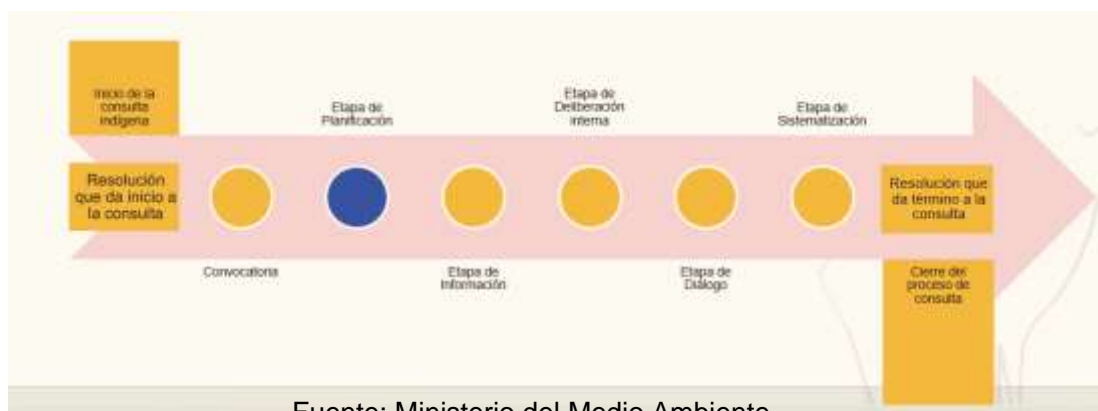 Inicio de la
consulta
indígena
Resolución
que da inicio a
la consulta
Convocatoria
Etapa de
Planificación
Etapa de
Información
Etapa de
Deliberación
interna
Etapa de
Diálogo
Etapa de
Sistematización
Resolución que
da término a la
consulta
Cierre del
proceso de
consulta
Fuente: Ministerio del Medio Ambiente